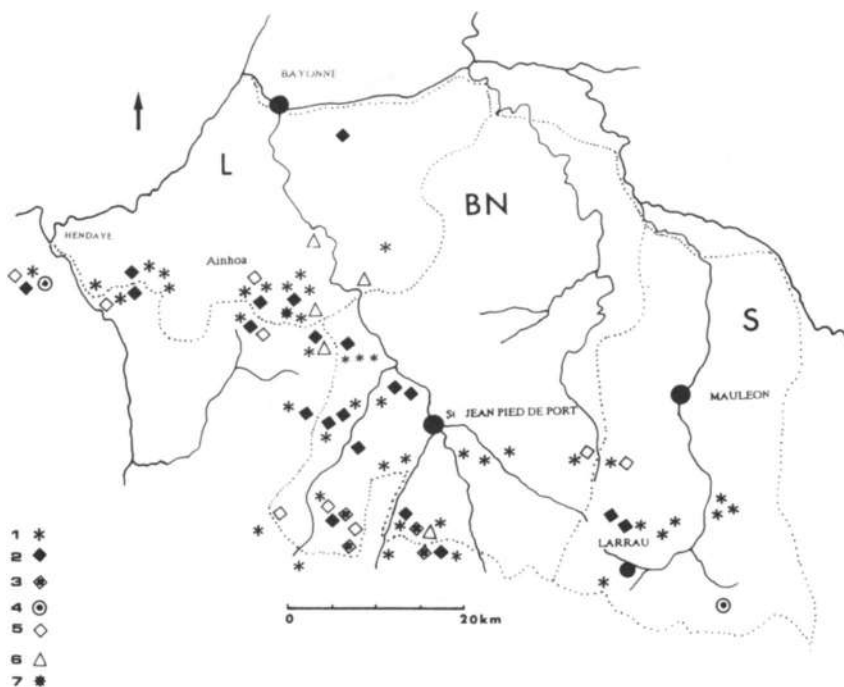 BAYONNE
L
BN
HENDAYE
Ainhoa
S
MAULEON
St JEAN PIED DE PORT
LARRAU
1
2
3
4
5
6
7
0 20km